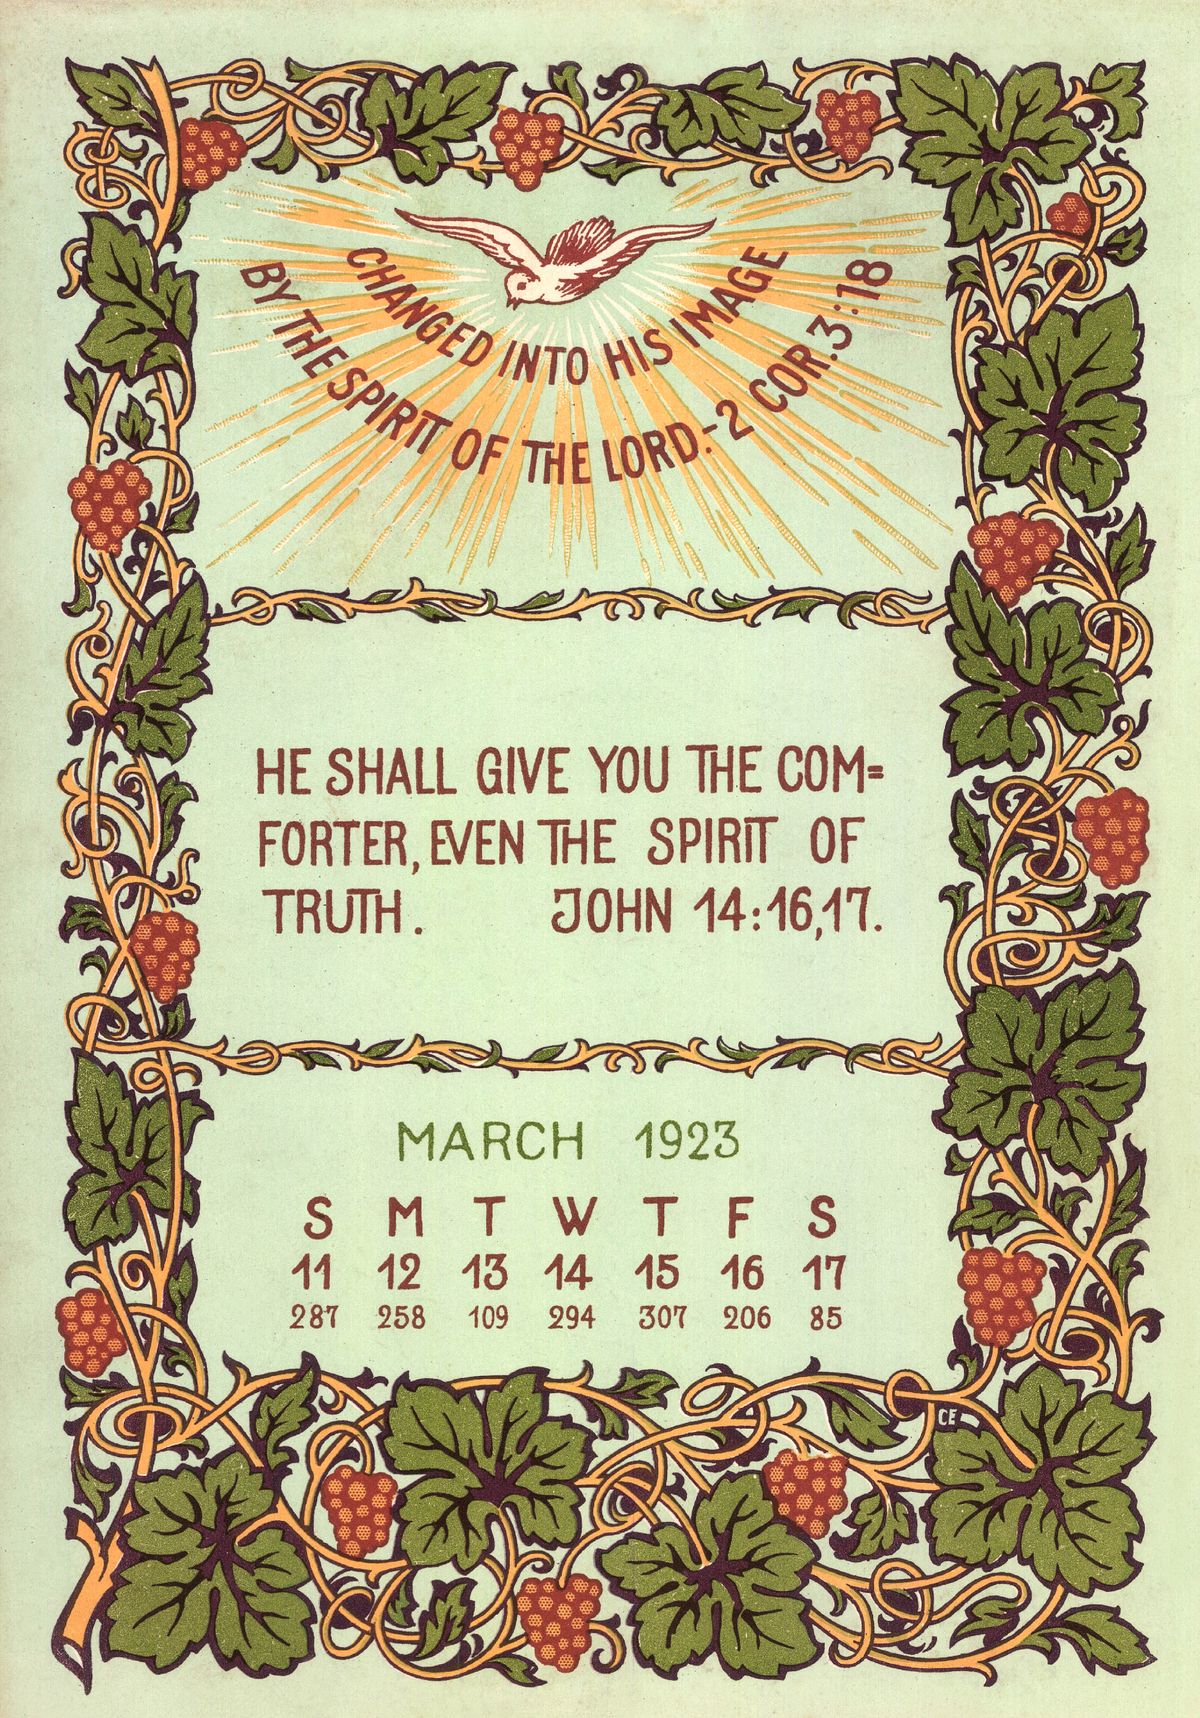 CHANGED INTO HIS IMAGE
BY THE SPIRIT OF THE LORD.-2 COR.3:18
HE SHALL GIVE YOU THE COM=
FORTER, EVEN THE SPIRIT OF
TRUTH. JOHN 14:16,17.
MARCH 1923
S M T W T F S
11 12 13 14 15 16 17
287 258 109 294 307 206 85
CE